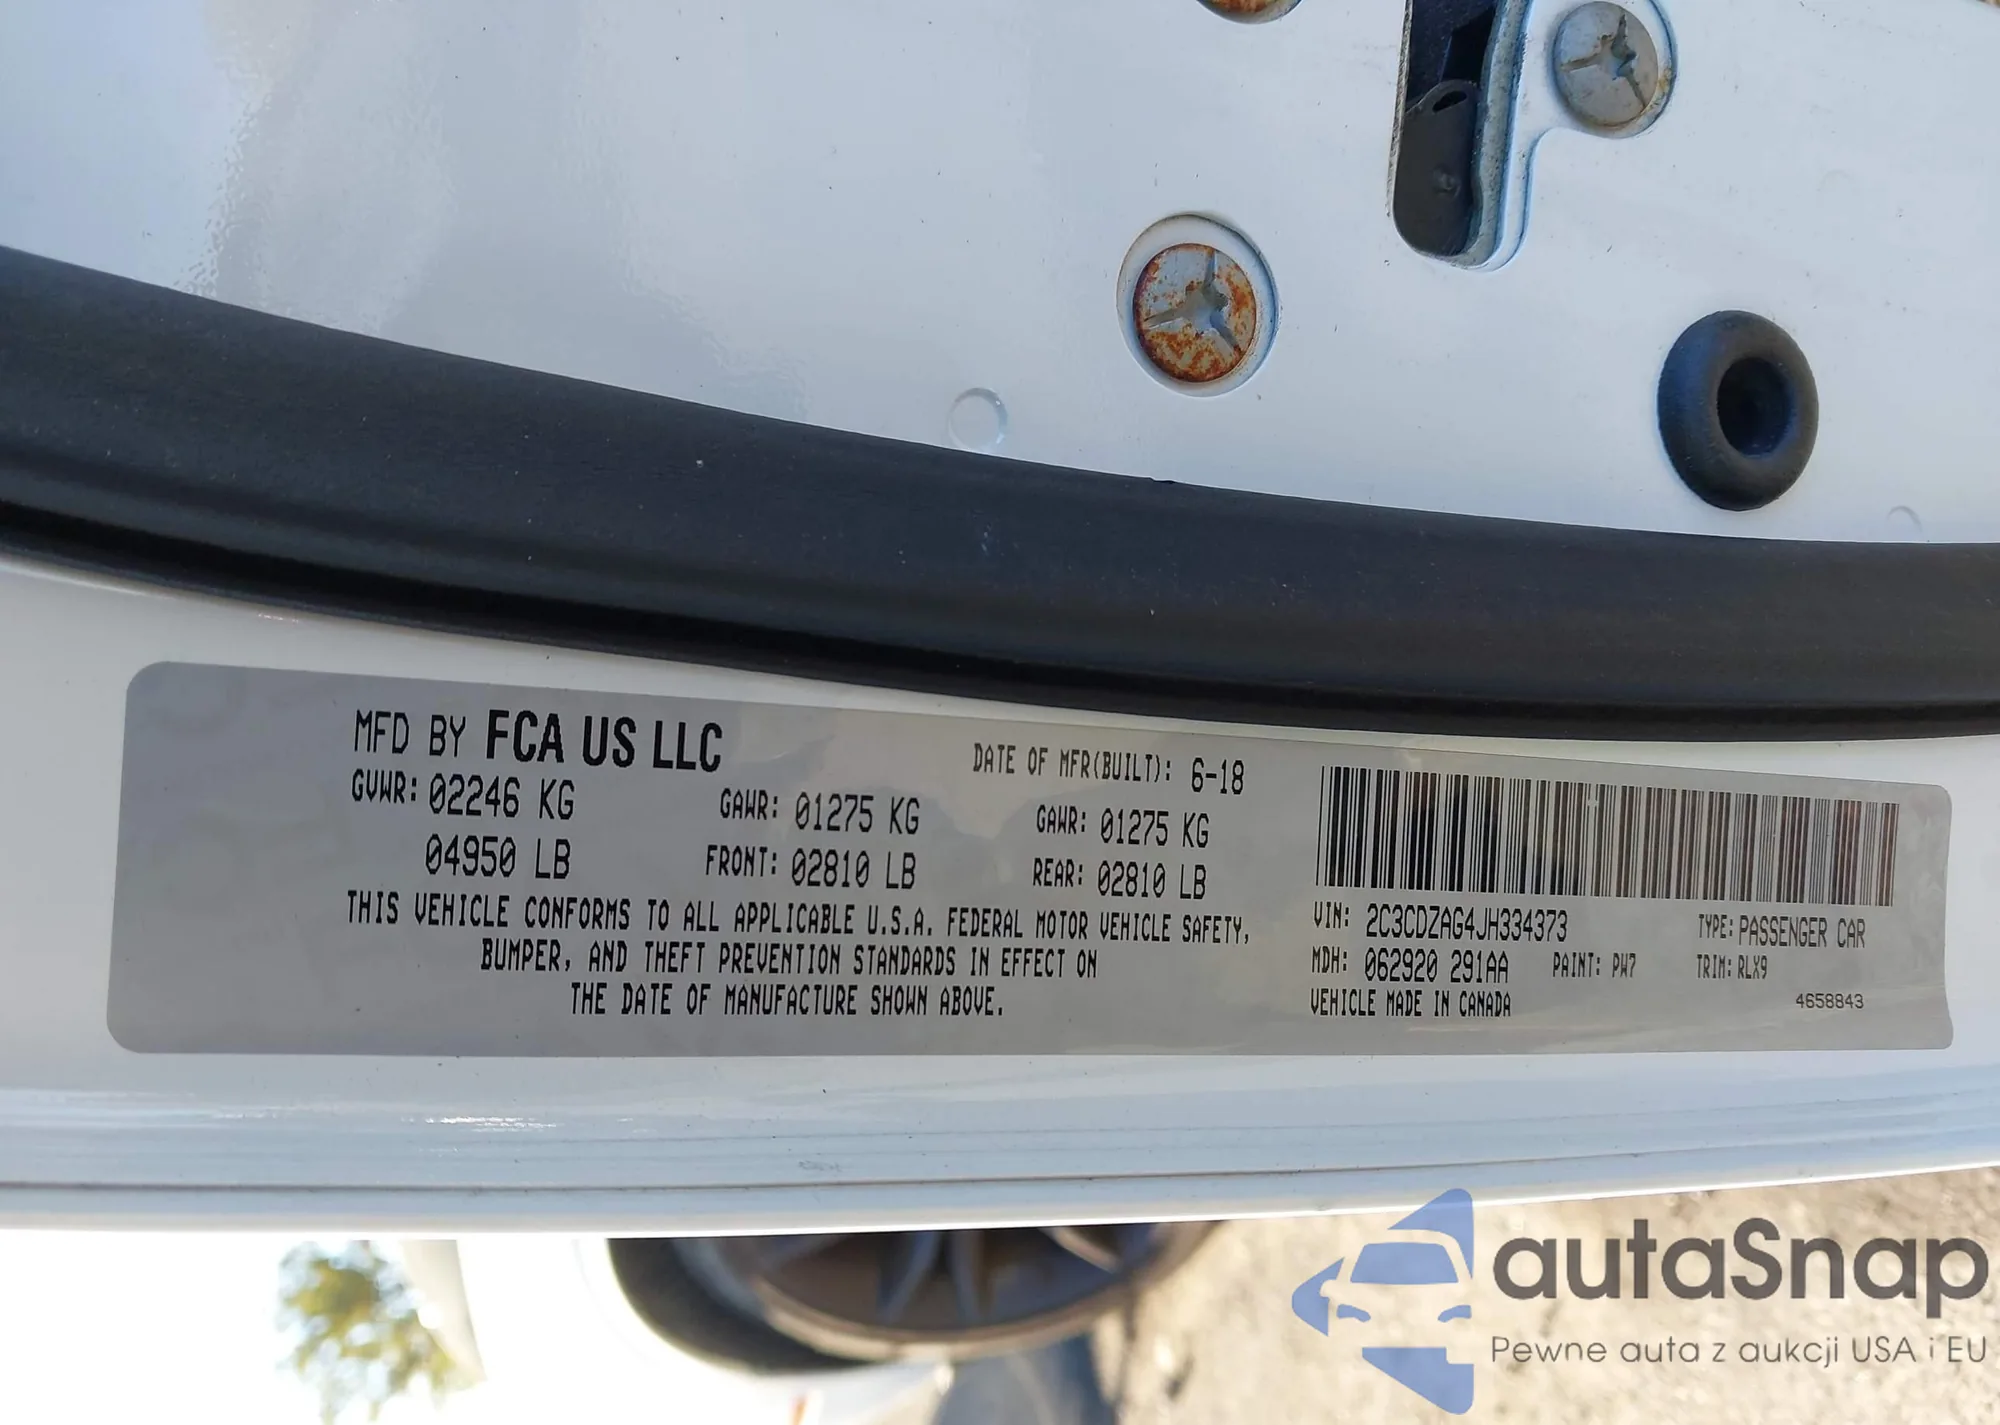 MFD BY FCA US LLC
DATE OF MFR(BUILT): 6-18
GVWR: 02246 KG
GAWR: 01275 KG
GAWR: 01275 KG
04950 LB
FRONT: 02810 LB
REAR: 02810 LB
THIS VEHICLE CONFORMS TO ALL APPLICABLE U.S.A. FEDERAL MOTOR VEHICLE SAFETY,
BUMPER, AND THEFT PREVENTION STANDARDS IN EFFECT ON
THE DATE OF MANUFACTURE SHOWN ABOVE.
VIN: 2C3CDZAG4JH334373
TYPE: PASSENGER CAR
MDH: 062920 291AA
PAINT: PW7
TRIM: RLX9
VEHICLE MADE IN CANADA
4658843
autaSnap
Pewne auta z aukcji USA i EU